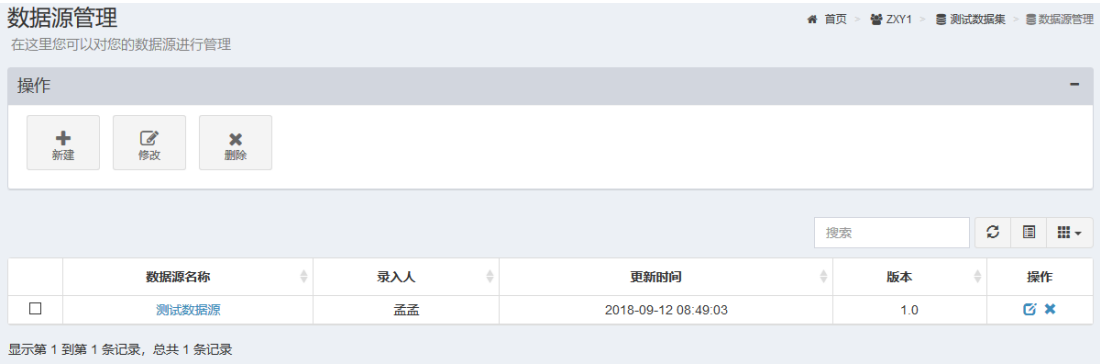 数据源管理
首页 > ZXY1 > 测试数据集 > 数据源管理
在这里您可以对您的数据源进行管理
操作
新建 修改 删除
搜索
数据源名称 录入人 更新时间 版本 操作
测试数据源 孟孟 2018-09-12 08:49:03 1.0
显示第 1 到第 1 条记录，总共 1 条记录